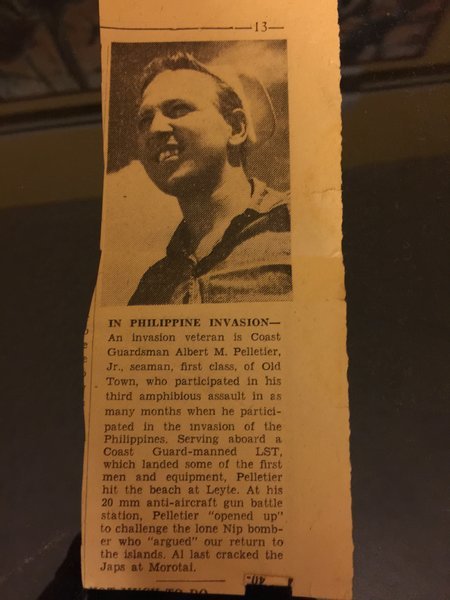 13
IN PHILIPPINE INVASION—
An invasion veteran is Coast
Guardsman Albert M. Pelletier,
Jr., seaman, first class, of Old
Town, who participated in his
third amphibious assault in as
many months when he partici-
pated in the invasion of the
Philippines. Serving aboard a
Coast Guard-manned LST,
which landed some of the first
men and equipment, Pelletier
hit the beach at Leyte. At his
20 mm anti-aircraft gun battle
station, Pelletier "opened up"
to challenge the lone Nip bomb-
er who "argued" our return to
the islands. Al last cracked the
Japs at Morotai.
MUCH TO DO